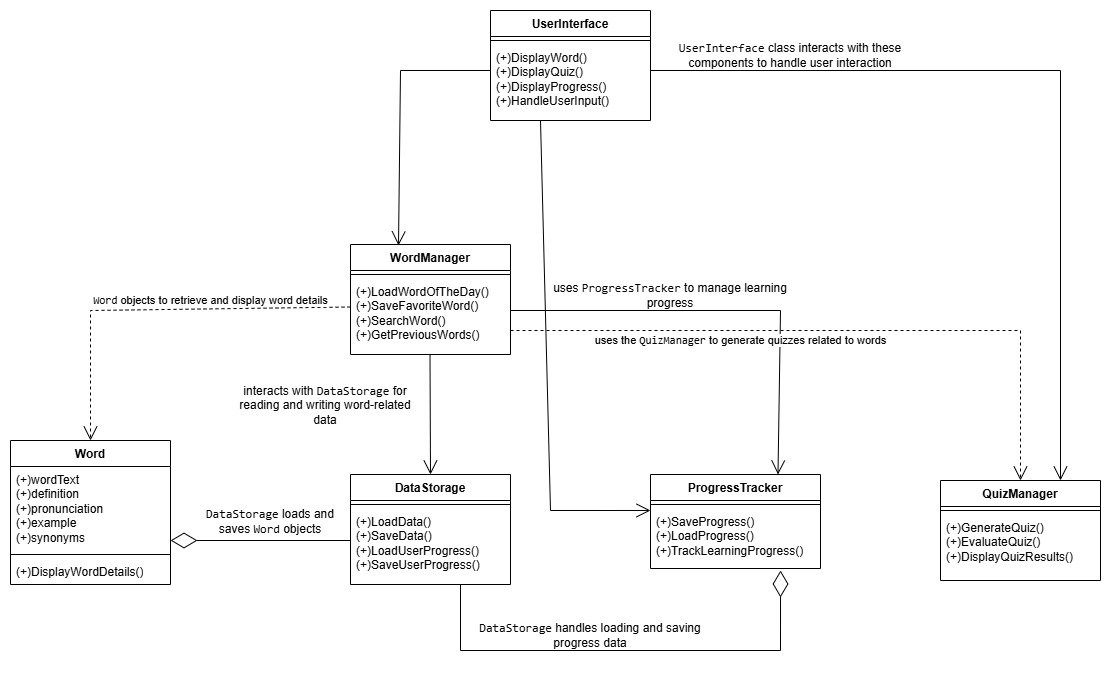 UserInterface
(+)DisplayWord()
(+)DisplayQuiz()
(+)DisplayProgress()
(+)HandleUserInput()
UserInterface class interacts with these
components to handle user interaction
WordManager
(+)LoadWordOfTheDay()
(+)SaveFavoriteWord()
(+)SearchWord()
(+)GetPreviousWords()
Word objects to retrieve and display word details
uses ProgressTracker to manage learning
progress
uses the QuizManager to generate quizzes related to words
interacts with DataStorage for
reading and writing word-related
data
Word
(+)wordText
(+)definition
(+)pronunciation
(+)example
(+)synonyms
(+)DisplayWordDetails()
DataStorage loads and
saves Word objects
DataStorage
(+)LoadData()
(+)SaveData()
(+)LoadUserProgress()
(+)SaveUserProgress()
ProgressTracker
(+)SaveProgress()
(+)LoadProgress()
(+)TrackLearningProgress()
QuizManager
(+)GenerateQuiz()
(+)EvaluateQuiz()
(+)DisplayQuizResults()
DataStorage handles loading and saving
progress data